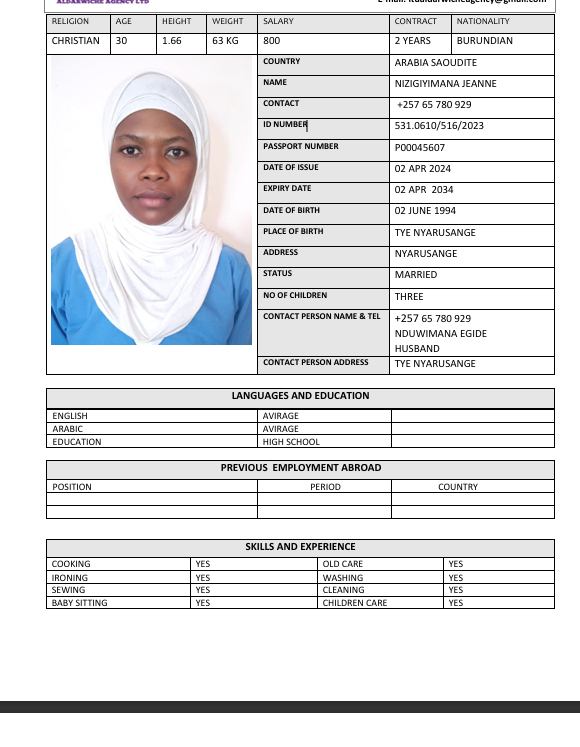 ALDARWICHE AGENCY LTD
RELIGION AGE HEIGHT WEIGHT SALARY CONTRACT NATIONALITY
CHRISTIAN 30 1.66 63 KG 800 2 YEARS BURUNDIAN
COUNTRY ARABIA SAOUDITE
NAME NIZIGIYIMANA JEANNE
CONTACT +257 65 780 929
ID NUMBER 531.0610/516/2023
PASSPORT NUMBER P00045607
DATE OF ISSUE 02 APR 2024
EXPIRY DATE 02 APR 2034
DATE OF BIRTH 02 JUNE 1994
PLACE OF BIRTH TYE NYARUSANGE
ADDRESS NYARUSANGE
STATUS MARRIED
NO OF CHILDREN THREE
CONTACT PERSON NAME & TEL +257 65 780 929
NDUWIMANA EGIDE
HUSBAND
CONTACT PERSON ADDRESS TYE NYARUSANGE
LANGUAGES AND EDUCATION
ENGLISH AVIRAGE
ARABIC AVIRAGE
EDUCATION HIGH SCHOOL
PREVIOUS EMPLOYMENT ABROAD
POSITION PERIOD COUNTRY
SKILLS AND EXPERIENCE
COOKING YES OLD CARE YES
IRONING YES WASHING YES
SEWING YES CLEANING YES
BABY SITTING YES CHILDREN CARE YES